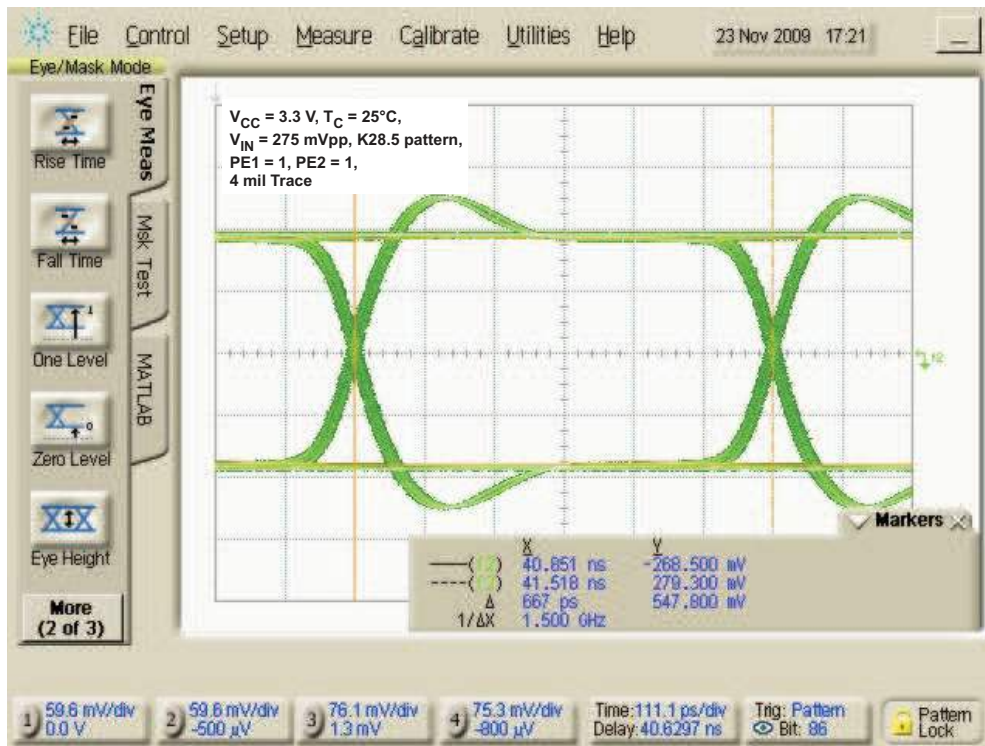 File Control Setup Measure Calibrate Utilities Help 23 Nov 2009 17:21
Eye/Mask Mode
Eye Meas
Msk Test
MATLAB
Rise Time
Fall Time
One Level
Zero Level
Eye Height
More
(2 of 3)
VCC = 3.3 V, TC = 25°C,
VIN = 275 mVpp, K28.5 pattern,
PE1 = 1, PE2 = 1,
4 mil Trace
Markers
X Y
40.851 ns -268.500 mV
41.518 ns 279.300 mV
Δ 667 ps 547.800 mV
1/ΔX 1.500 GHz
1) 59.6 mV/div
0.0 V
2) 59.6 mV/div
-500 µV
3) 76.1 mV/div
1.3 mV
4) 75.3 mV/div
-800 µV
Time:111.1 ps/div
Delay:40.6297 ns
Trig: Pattern
Bit: 86
Pattern
Lock